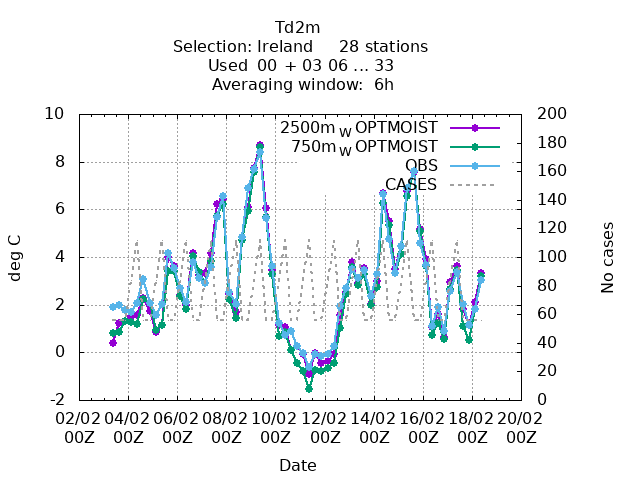 Td2m
Selection: Ireland 28 stations
Used 00 + 03 06 ... 33
Averaging window: 6h
2500m W OPTMOIST
750m W OPTMOIST
OBS
CASES
deg C
10
8
6
4
2
0
-2
No cases
200
180
160
140
120
100
80
60
40
20
0
02/02 04/02 06/02 08/02 10/02 12/02 14/02 16/02 18/02 20/02
00Z 00Z 00Z 00Z 00Z 00Z 00Z 00Z 00Z 00Z
Date